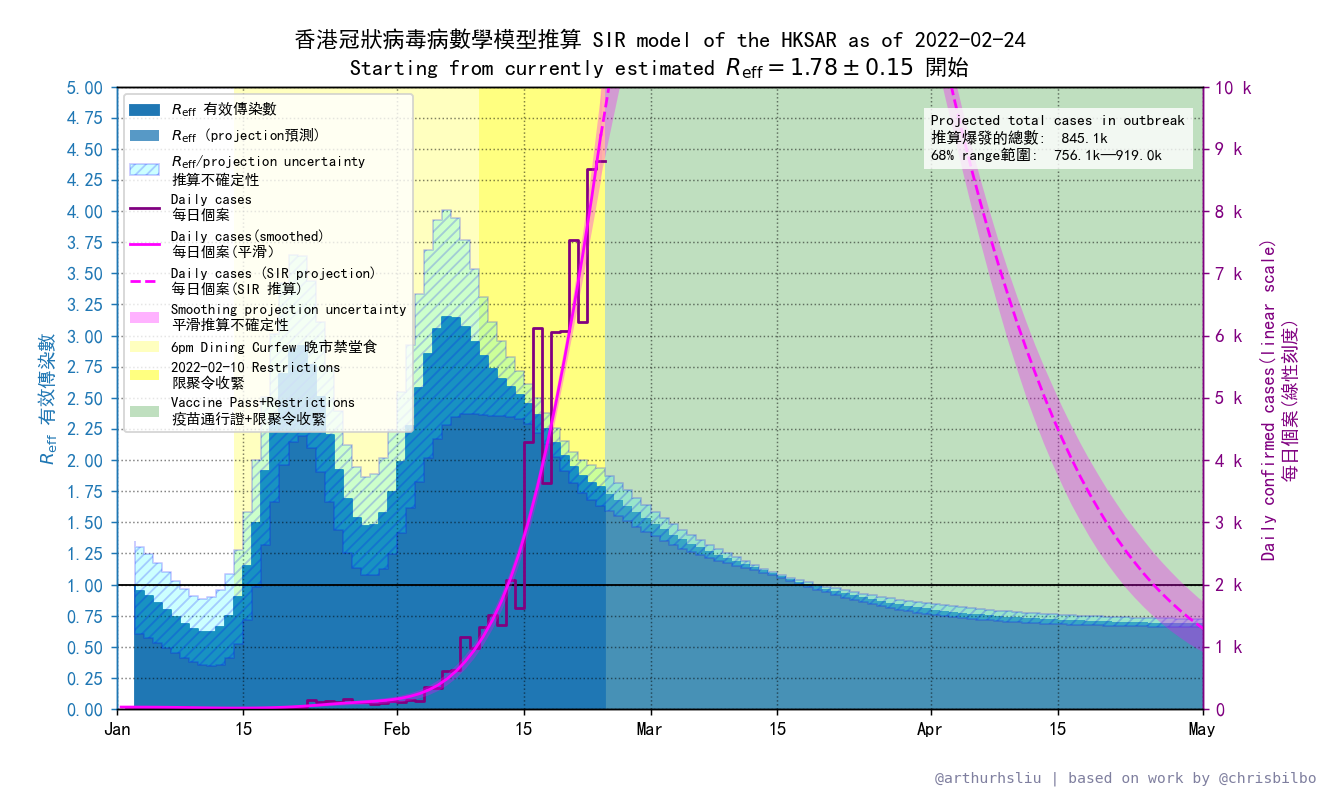 香港冠狀病毒病數學模型推算 SIR model of the HKSAR as of 2022-02-24
Starting from currently estimated R_eff = 1.78 ± 0.15 開始
R_eff 有效傳染數
R_eff (projection預測)
R_eff/projection uncertainty
推算不確定性
Daily cases
每日個案
Daily cases(smoothed)
每日個案(平滑)
Daily cases (SIR projection)
每日個案(SIR 推算)
Smoothing projection uncertainty
平滑推算不確定性
6pm Dining Curfew 晚市禁堂食
2022-02-10 Restrictions
限聚令收緊
Vaccine Pass+Restrictions
疫苗通行證+限聚令收緊
Projected total cases in outbreak
推算爆發的總數: 845.1k
68% range範圍: 756.1k—919.0k
5.00
4.75
4.50
4.25
4.00
3.75
3.50
3.25
3.00
2.75
2.50
2.25
2.00
1.75
1.50
1.25
1.00
0.75
0.50
0.25
0.00
R_eff 有效傳染數
10 k
9 k
8 k
7 k
6 k
5 k
4 k
3 k
2 k
1 k
0
Daily confirmed cases(linear scale)
每日個案(線性刻度)
Jan
15
Feb
15
Mar
15
Apr
15
May
@arthurhsliu | based on work by @chrisbilbo